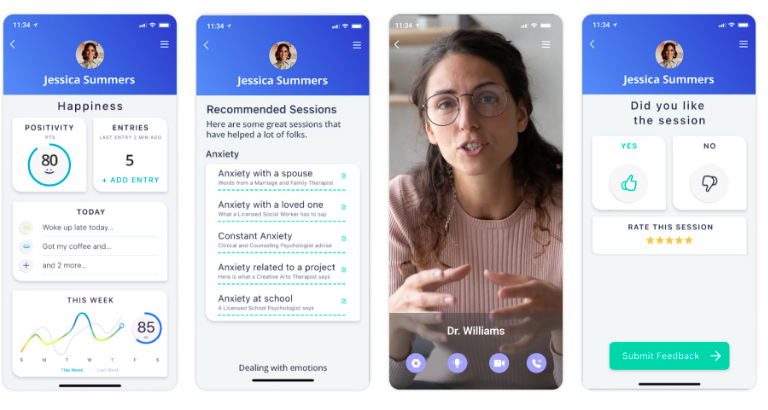 11:34
Jessica Summers
Happiness
POSITIVITY
PTS
80
ENTRIES
LAST ENTRY 2 MIN AGO
5
+ ADD ENTRY
TODAY
Woke up late today...
Got my coffee and...
and 2 more...
THIS WEEK
85
S M T W T F S
This Week Last Week
11:34
Jessica Summers
Recommended Sessions
Here are some great sessions that
have helped a lot of folks.
Anxiety
Anxiety with a spouse
Words from a Marriage and Family Therapist
Anxiety with a loved one
What a Licensed Social Worker has to say
Constant Anxiety
Clinical and Counseling Psychologist advise
Anxiety related to a project
Here is what a Creative Arts Therapist says
Anxiety at school
A Licensed School Psychologist says
Dealing with emotions
11:34
Dr. Williams
11:34
Jessica Summers
Did you like
the session
YES
NO
RATE THIS SESSION
Submit Feedback